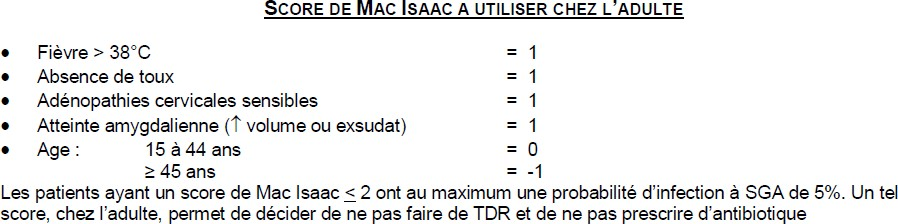 SCORE DE MAC ISAAC A UTILISER CHEZ L'ADULTE
• Fièvre > 38°C = 1
• Absence de toux = 1
• Adénopathies cervicales sensibles = 1
• Atteinte amygdalienne (↑ volume ou exsudat) = 1
• Age : 15 à 44 ans = 0
≥ 45 ans = -1
Les patients ayant un score de Mac Isaac ≤ 2 ont au maximum une probabilité d'infection à SGA de 5%. Un tel
score, chez l'adulte, permet de décider de ne pas faire de TDR et de ne pas prescrire d'antibiotique